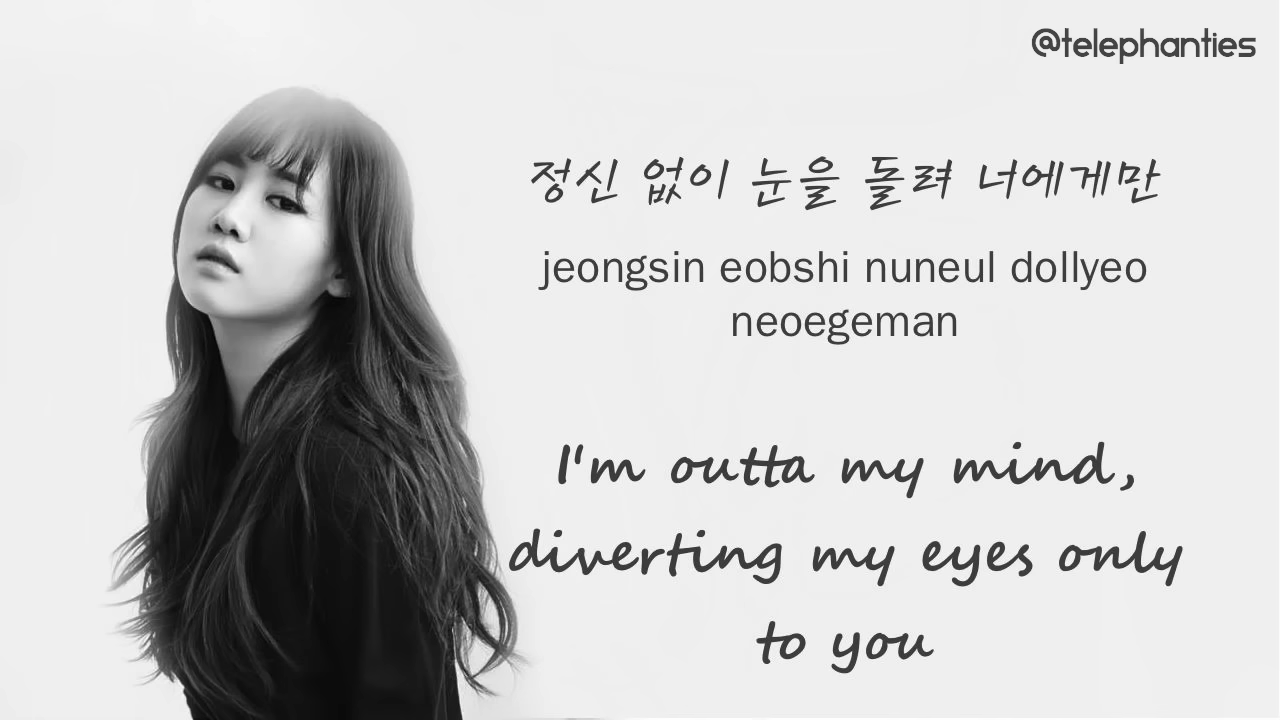 @telephanties
정신 없이 눈을 돌려 너에게만
jeongsin eobshi nuneul dollyeo
neoegeman
I'm outta my mind,
diverting my eyes only
to you